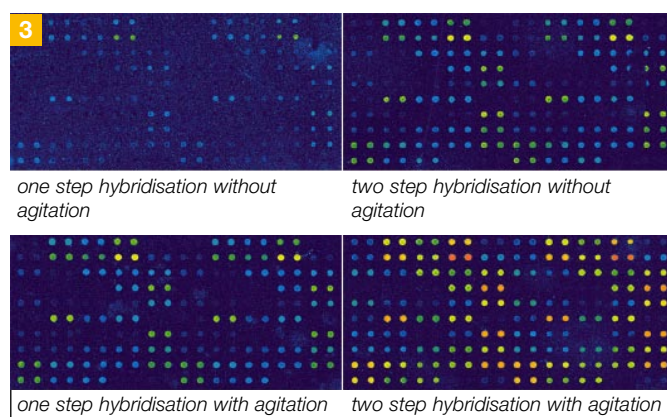 3
one step hybridisation without
agitation
two step hybridisation without
agitation
one step hybridisation with agitation
two step hybridisation with agitation